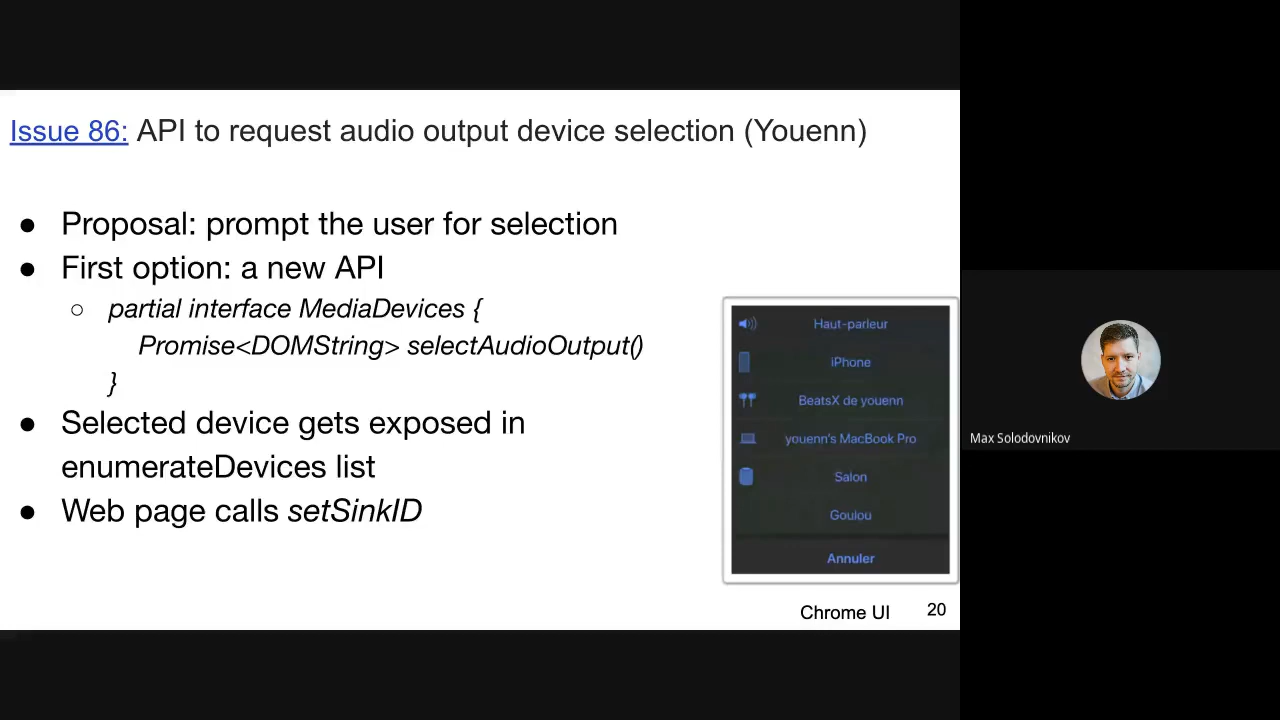 Issue 86: API to request audio output device selection (Youenn)
● Proposal: prompt the user for selection
● First option: a new API
○ partial interface MediaDevices {
Promise<DOMString> selectAudioOutput()
}
● Selected device gets exposed in
enumerateDevices list
● Web page calls setSinkID
Haut-parleur
iPhone
BeatsX de youenn
youenn's MacBook Pro
Salon
Goulou
Annuler
Chrome UI
20
Max Solodovnikov